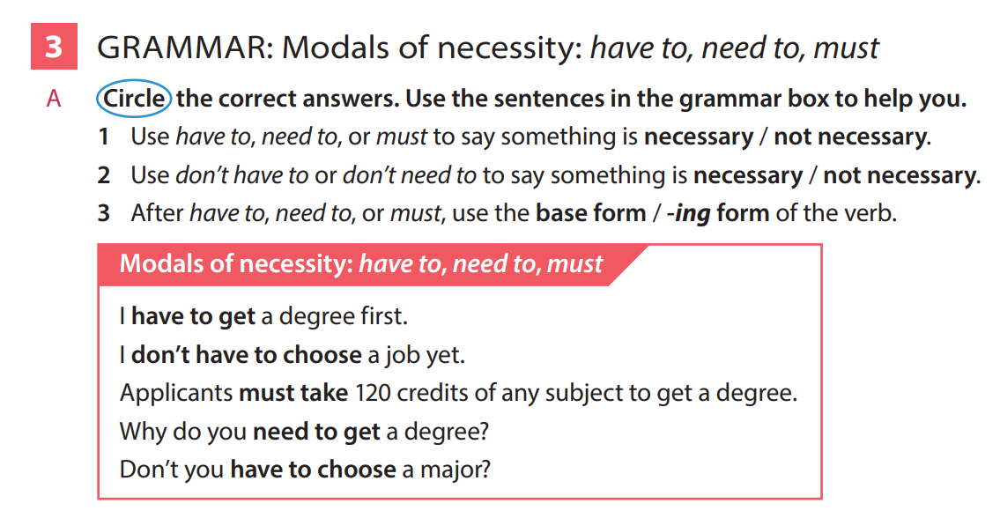 3 GRAMMAR: Modals of necessity: have to, need to, must
A Circle the correct answers. Use the sentences in the grammar box to help you.
1 Use have to, need to, or must to say something is necessary / not necessary.
2 Use don’t have to or don’t need to to say something is necessary / not necessary.
3 After have to, need to, or must, use the base form / -ing form of the verb.
Modals of necessity: have to, need to, must
I have to get a degree first.
I don’t have to choose a job yet.
Applicants must take 120 credits of any subject to get a degree.
Why do you need to get a degree?
Don’t you have to choose a major?